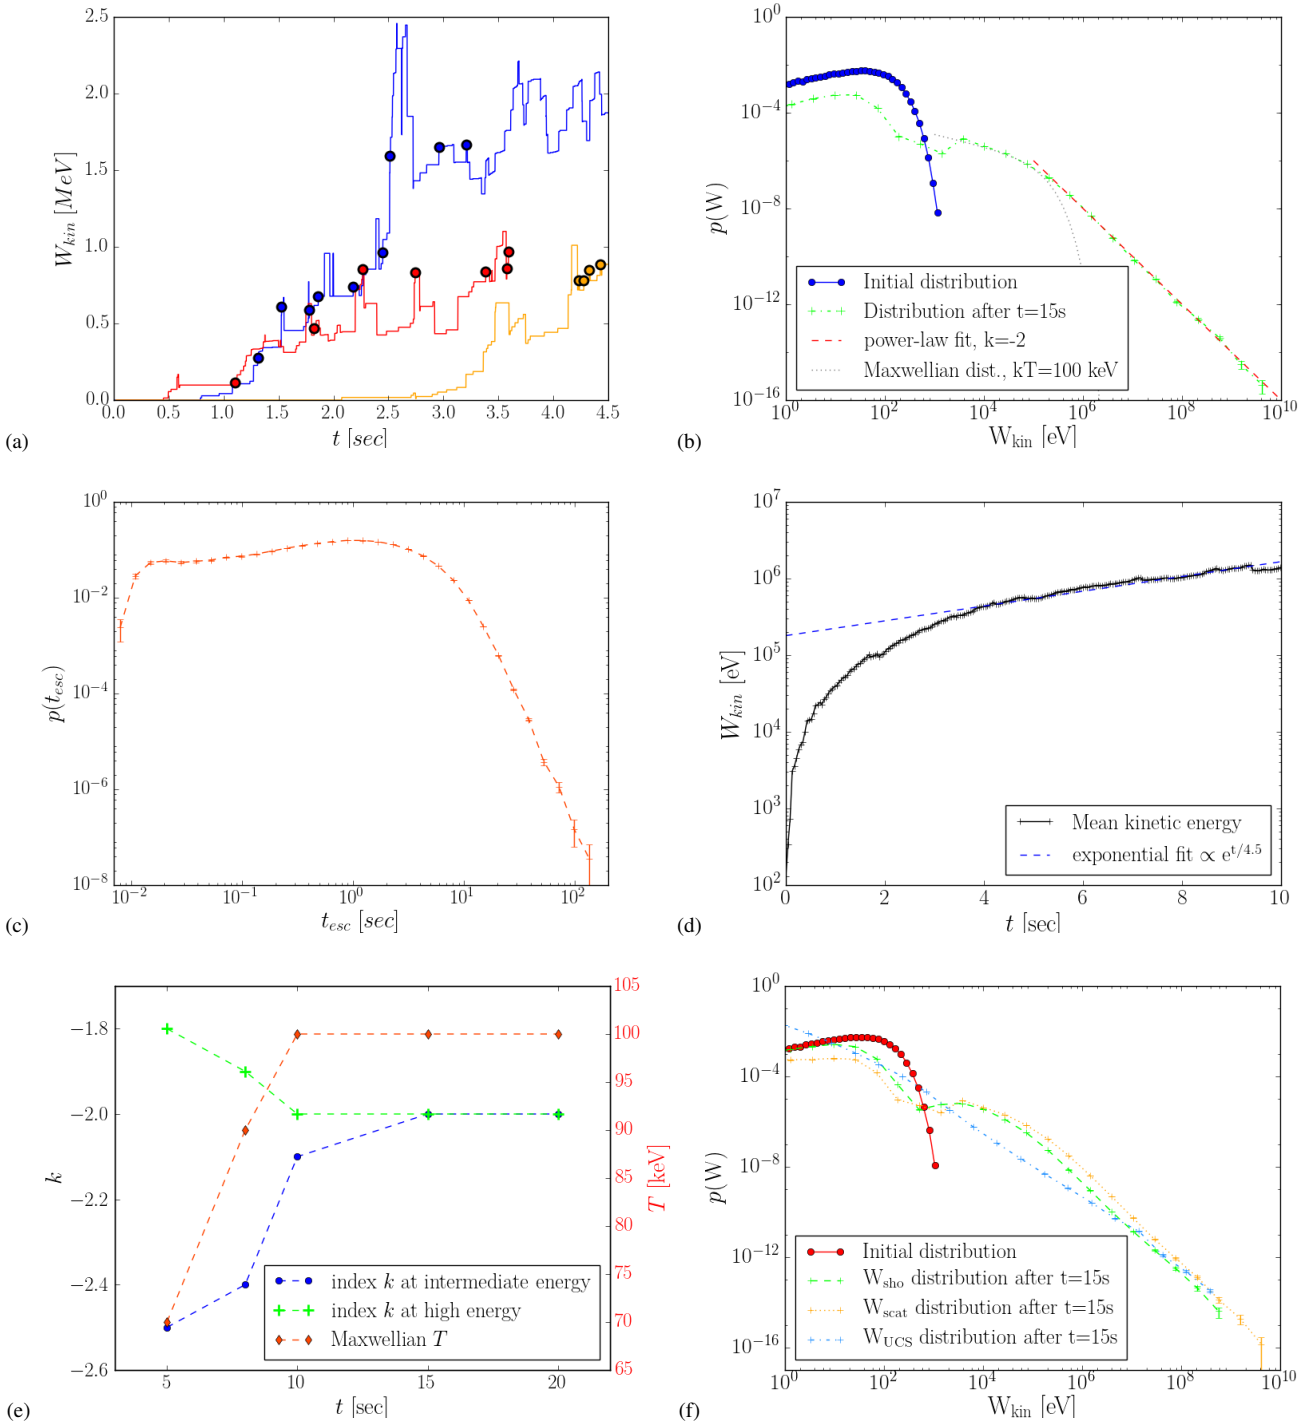 2.5
2.0
1.5
1.0
0.5
0.0
W_kin [MeV]
0.0 0.5 1.0 1.5 2.0 2.5 3.0 3.5 4.0 4.5
t [sec]
(a)
10^0
10^-4
10^-8
10^-12
10^-16
p(W)
Initial distribution
Distribution after t=15s
power-law fit, k=-2
Maxwellian dist., kT=100 keV
10^0 10^2 10^4 10^6 10^8 10^10
W_kin [eV]
(b)
10^0
10^-2
10^-4
10^-6
10^-8
p(t_esc)
10^-2 10^-1 10^0 10^1 10^2
t_esc [sec]
(c)
10^7
10^6
10^5
10^4
10^3
10^2
W_kin [eV]
Mean kinetic energy
exponential fit ∝ e^t/4.5
0 2 4 6 8 10
t [sec]
(d)
−1.8
−2.0
−2.2
−2.4
−2.6
k
105
100
95
90
85
80
75
70
65
T [keV]
index k at intermediate energy
index k at high energy
Maxwellian T
5 10 15 20
t [sec]
(e)
10^0
10^-4
10^-8
10^-12
10^-16
p(W)
Initial distribution
W_sho distribution after t=15s
W_scat distribution after t=15s
W_UCS distribution after t=15s
10^0 10^2 10^4 10^6 10^8 10^10
W_kin [eV]
(f)